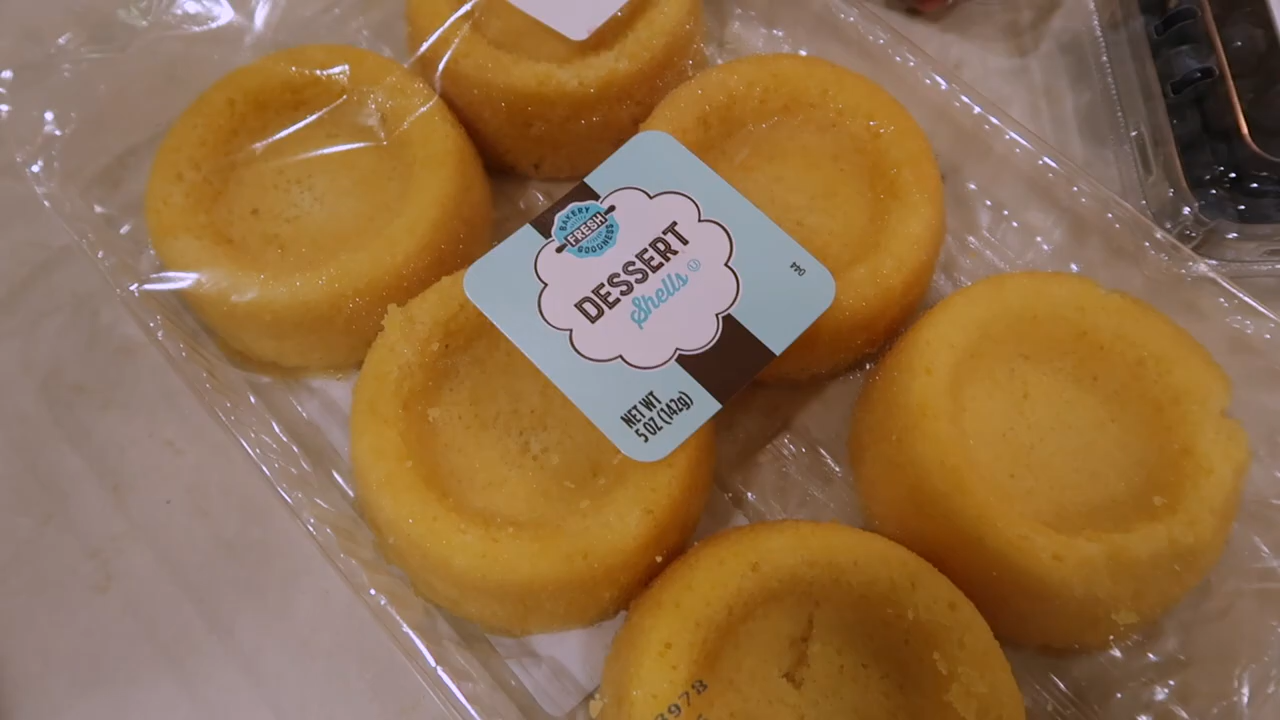 BAKERY
FRESH
GOODNESS
DESSERT
Shells
U
NET WT
5 OZ (142g)